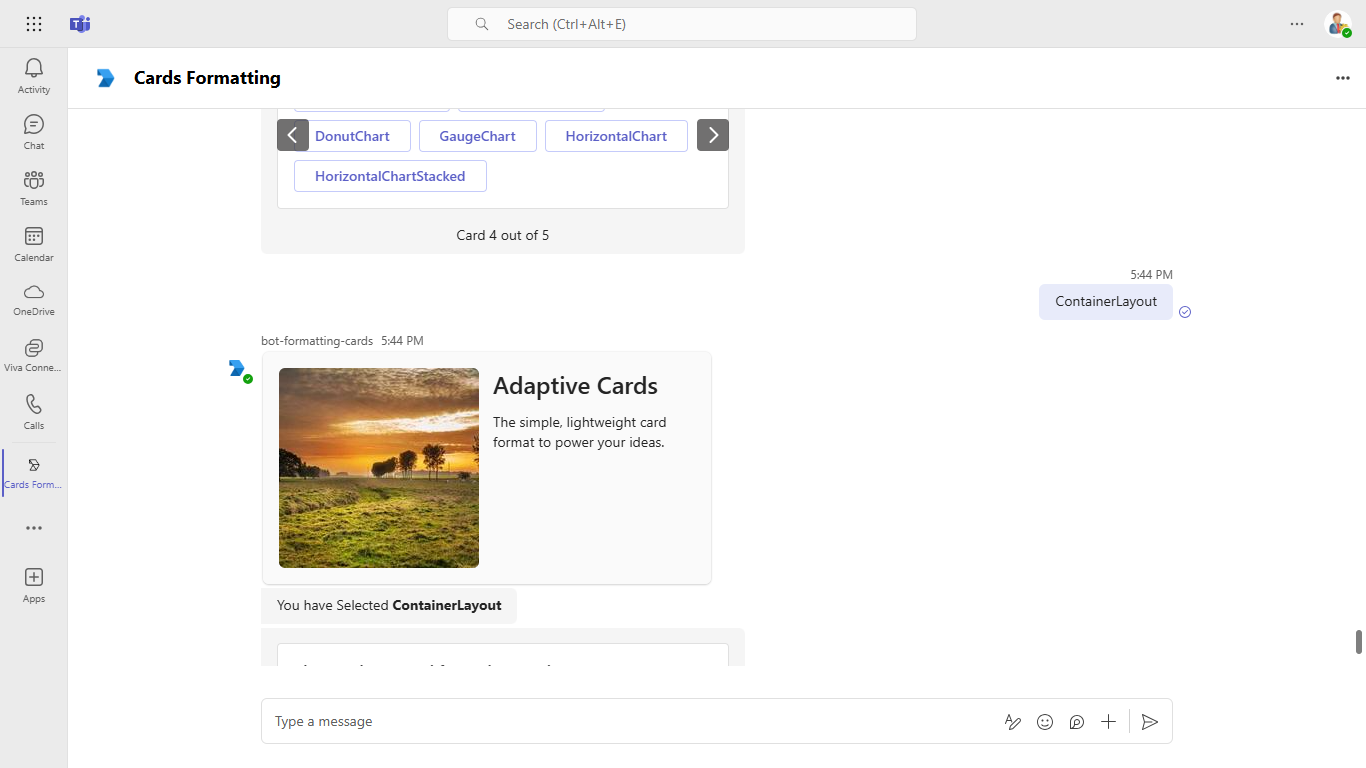 Search (Ctrl+Alt+E)
Activity
Chat
Teams
Calendar
OneDrive
Viva Conne...
Calls
Cards Form...
Apps
Cards Formatting
DonutChart
GaugeChart
HorizontalChart
HorizontalChartStacked
Card 4 out of 5
5:44 PM
ContainerLayout
bot-formatting-cards 5:44 PM
Adaptive Cards
The simple, lightweight card
format to power your ideas.
You have Selected ContainerLayout
Type a message